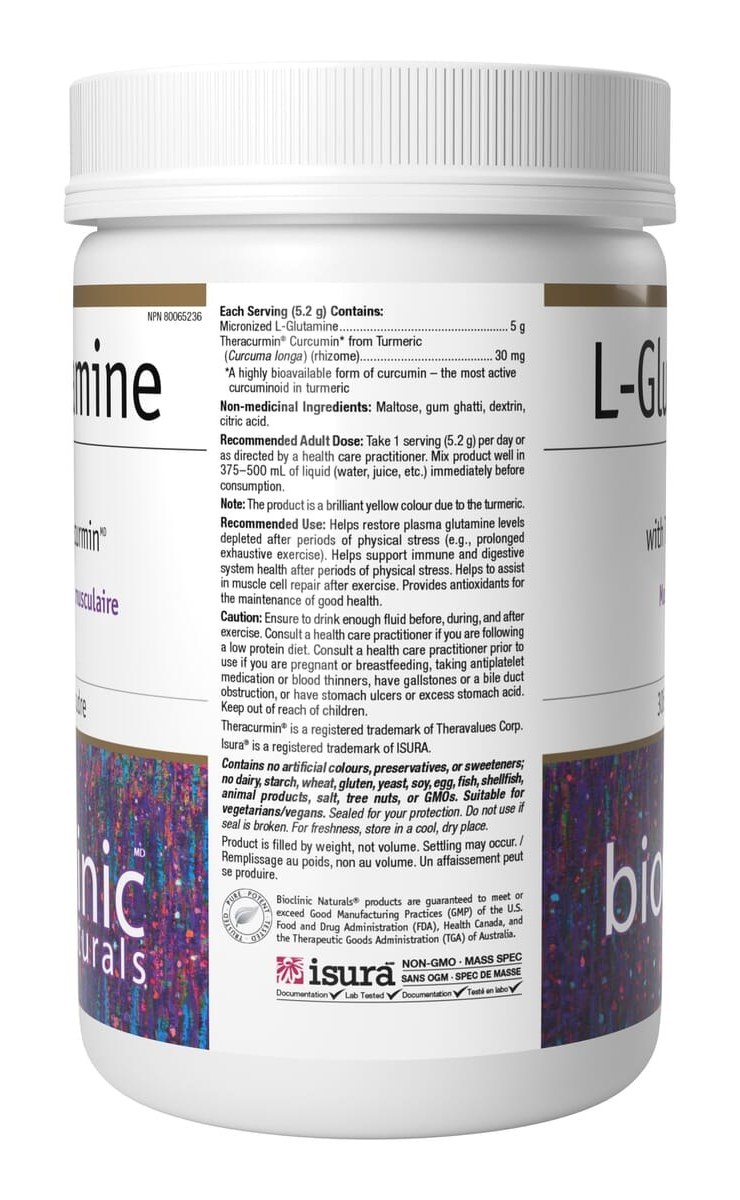 NPN 80065236
amine
curmin MD
musculaire
inic MD
turals.
Each Serving (5.2 g) Contains:
Micronized L-Glutamine.................................................. 5 g
Theracurmin® Curcumin* from Turmeric
(Curcuma longa) (rhizome)........................................ 30 mg
*A highly bioavailable form of curcumin – the most active
curcuminoid in turmeric
Non-medicinal Ingredients: Maltose, gum ghatti, dextrin,
citric acid.
Recommended Adult Dose: Take 1 serving (5.2 g) per day or
as directed by a health care practitioner. Mix product well in
375–500 mL of liquid (water, juice, etc.) immediately before
consumption.
Note: The product is a brilliant yellow colour due to the turmeric.
Recommended Use: Helps restore plasma glutamine levels
depleted after periods of physical stress (e.g., prolonged
exhaustive exercise). Helps support immune and digestive
system health after periods of physical stress. Helps to assist
in muscle cell repair after exercise. Provides antioxidants for
the maintenance of good health.
Caution: Ensure to drink enough fluid before, during, and after
exercise. Consult a health care practitioner if you are following
a low protein diet. Consult a health care practitioner prior to
use if you are pregnant or breastfeeding, taking antiplatelet
medication or blood thinners, have gallstones or a bile duct
obstruction, or have stomach ulcers or excess stomach acid.
Keep out of reach of children.
Theracurmin® is a registered trademark of Theravalues Corp.
Isura® is a registered trademark of ISURA.
Contains no artificial colours, preservatives, or sweeteners;
no dairy, starch, wheat, gluten, yeast, soy, egg, fish, shellfish,
animal products, salt, tree nuts, or GMOs. Suitable for
vegetarians/vegans. Sealed for your protection. Do not use if
seal is broken. For freshness, store in a cool, dry place.
Product is filled by weight, not volume. Settling may occur. /
Remplissage au poids, non au volume. Un affaissement peut
se produire.
PURE · POTENT · TESTED · TRUSTED
Bioclinic Naturals® products are guaranteed to meet or
exceed Good Manufacturing Practices (GMP) of the U.S.
Food and Drug Administration (FDA), Health Canada, and
the Therapeutic Goods Administration (TGA) of Australia.
isura
NON-GMO · MASS SPEC
SANS OGM · SPEC DE MASSE
Documentation ✓ Lab Tested ✓ Documentation ✓ Testé en labo ✓
L-Glu
with
bio